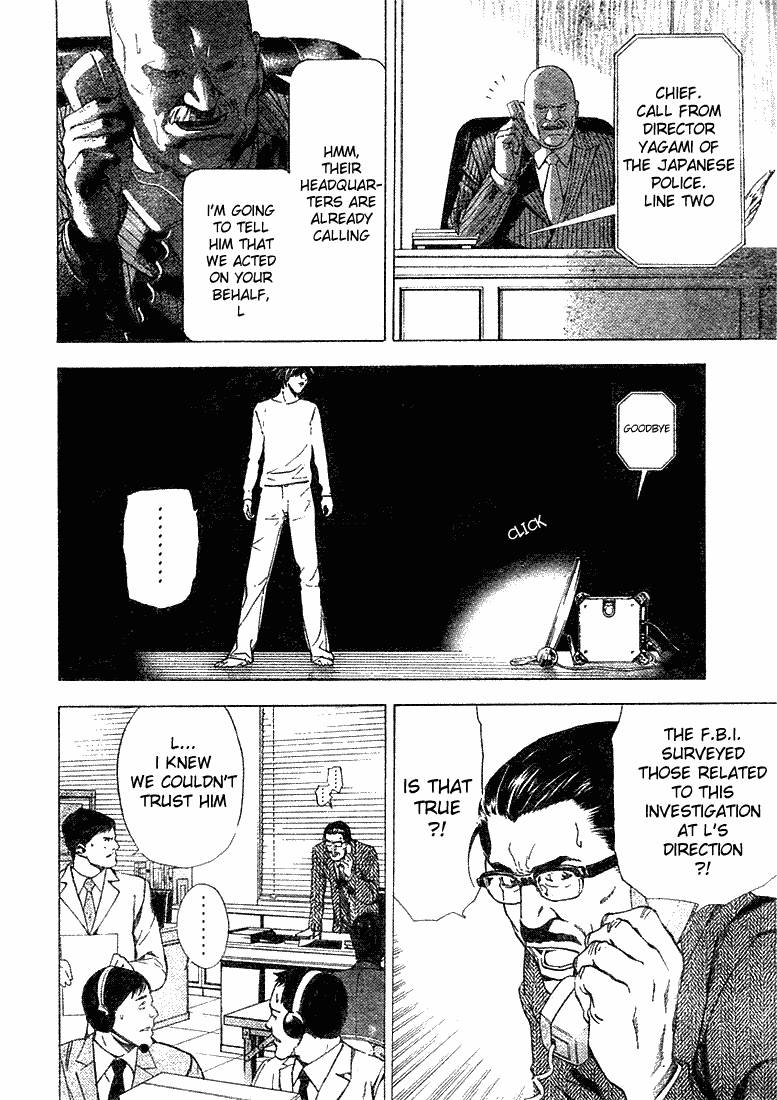 CHIEF.
CALL FROM
DIRECTOR
YAGAMI OF
THE JAPANESE
POLICE.
LINE TWO
HMM,
THEIR
HEADQUAR-
TERS ARE
ALREADY
CALLING
I'M GOING
TO TELL
HIM THAT
WE ACTED
ON YOUR
BEHALF,
L
GOODBYE
CLICK
........
THE F.B.I.
SURVEYED
THOSE RELATED
TO THIS
INVESTIGATION
AT L'S
DIRECTION
?!
IS THAT
TRUE
?!
L...
I KNEW
WE COULDN'T
TRUST HIM